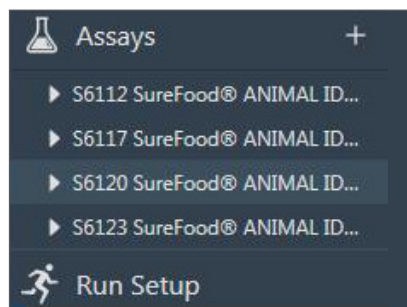 Assays +
S6112 SureFood® ANIMAL ID...
S6117 SureFood® ANIMAL ID...
S6120 SureFood® ANIMAL ID...
S6123 SureFood® ANIMAL ID...
Run Setup